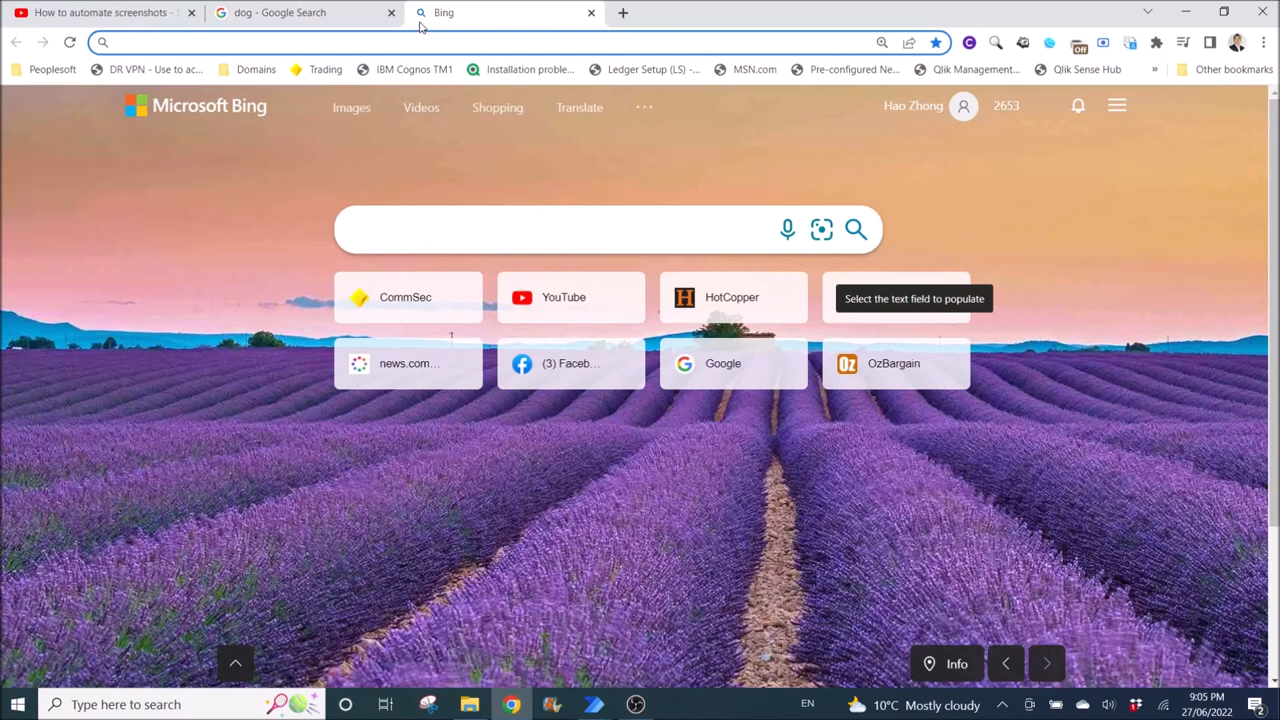 How to automate screenshots -
dog - Google Search
Bing
Off
Peoplesoft
DR VPN - Use to ac...
Domains
Trading
IBM Cognos TM1
Installation proble...
Ledger Setup (LS) -...
MSN.com
Pre-configured Ne...
Qlik Management...
Qlik Sense Hub
»
Other bookmarks
Microsoft Bing
Images
Videos
Shopping
Translate
...
Hao Zhong
2653
CommSec
YouTube
HotCopper
Select the text field to populate
news.com...
(3) Faceb...
Google
Oz
OzBargain
Info
Type here to search
EN
10°C Mostly cloudy
9:05 PM
27/06/2022
2